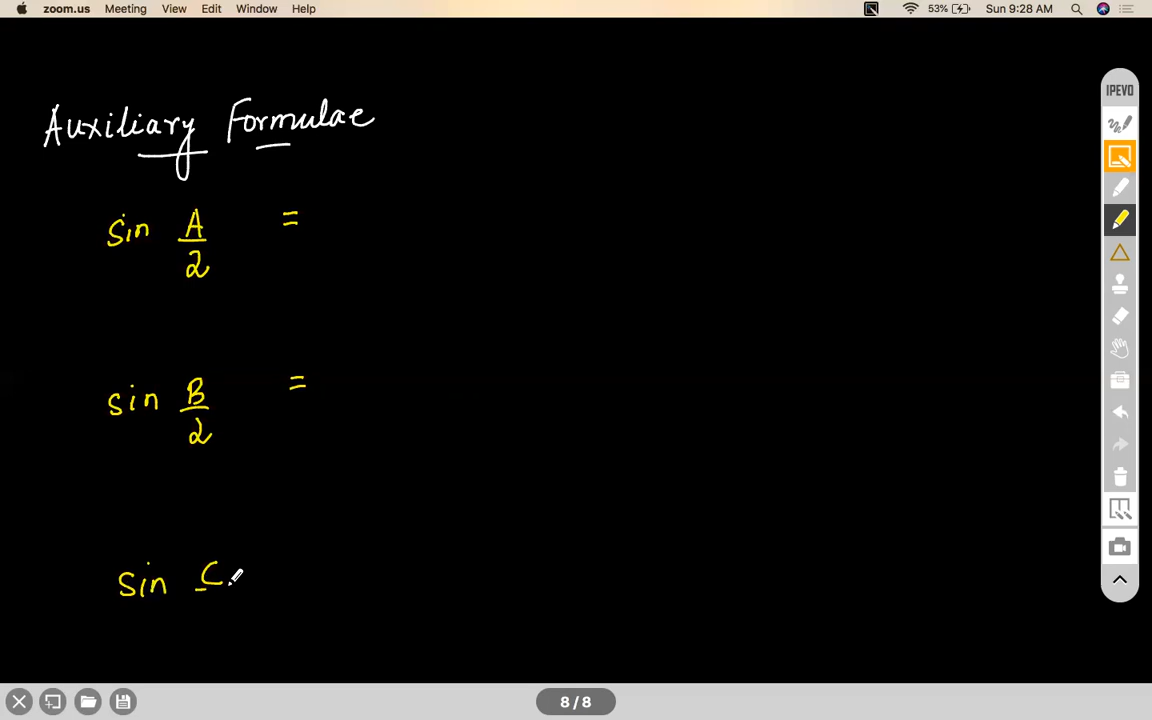 zoom.us Meeting View Edit Window Help 53% Sun 9:28 AM
IPEVO
Auxiliary Formulae
sin A/2 =
sin B/2 =
sin C
8 / 8